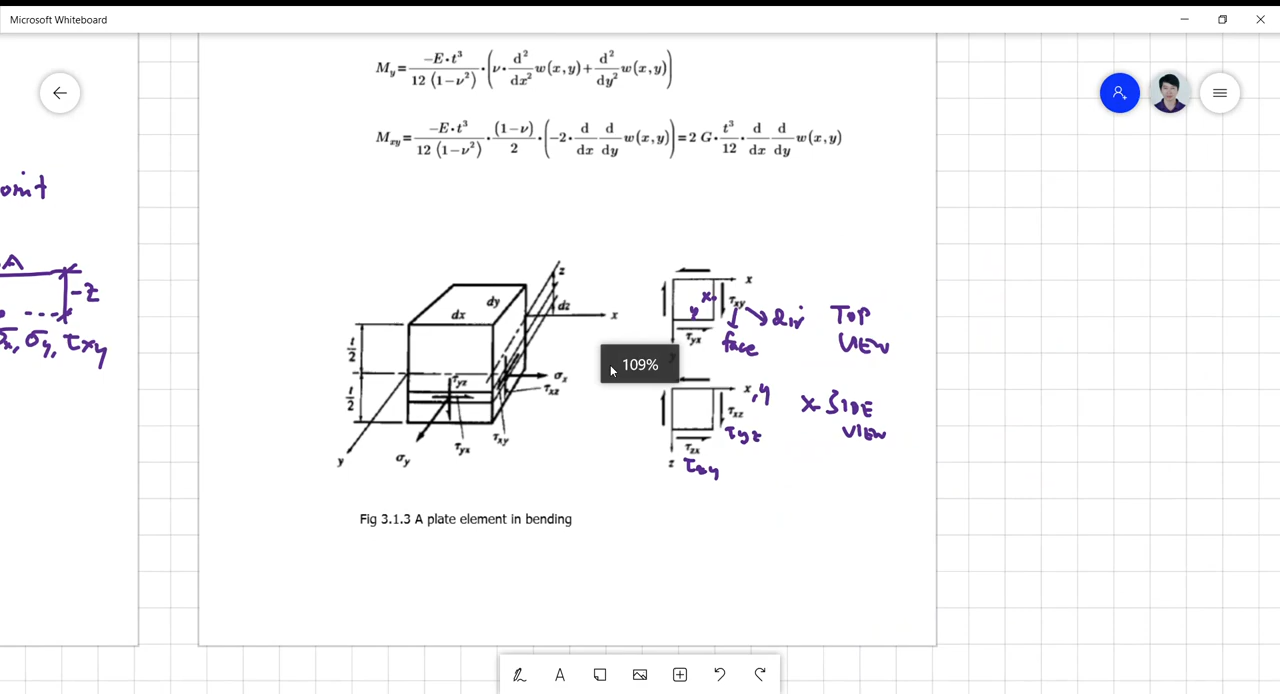 Microsoft Whiteboard
M_y = -E·t³ / 12 (1-ν²) · (ν · d²/dx² w(x,y) + d²/dy² w(x,y))
M_xy = -E·t³ / 12 (1-ν²) · (1-ν)/2 · (-2 · d/dx d/dy w(x,y)) = 2 G · t³/12 · d/dx d/dy w(x,y)
oint
A
-z
σx, σy, τxy
z
dy
dz
dx
x
t/2
t/2
τyz
σx
τxz
τyx
τxy
σy
y
x
x
y
τxy
τyx
face
dir
TOP
VIEW
109%
x, y
τxz
τyz
τzx
z
τzy
x-SIDE
VIEW
Fig 3.1.3 A plate element in bending
A